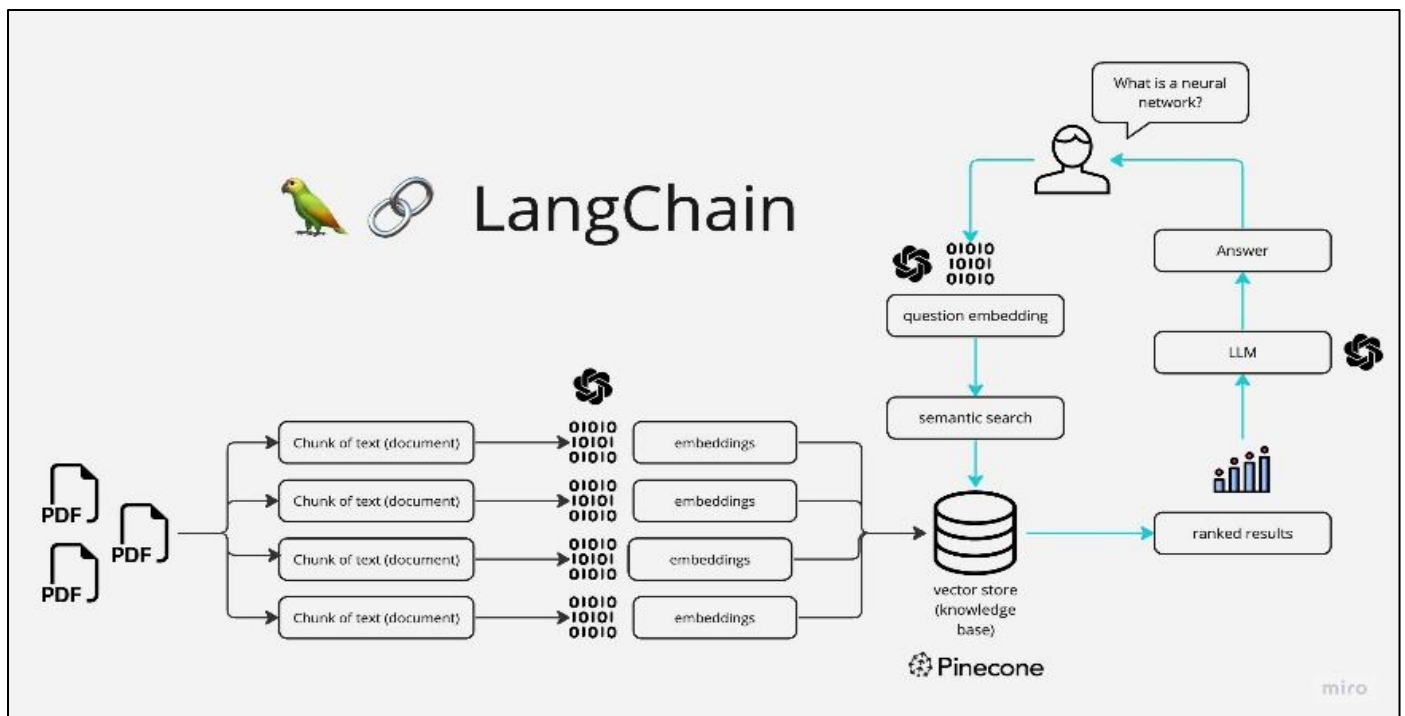 What is a neural
network?
LangChain
01010
10101
01010
Answer
question embedding
LLM
semantic search
Chunk of text (document)
01010
10101
01010
embeddings
PDF
Chunk of text (document)
01010
10101
01010
embeddings
PDF
ranked results
Chunk of text (document)
01010
10101
01010
embeddings
PDF
vector store
(knowledge
base)
Chunk of text (document)
01010
10101
01010
embeddings
Pinecone
miro